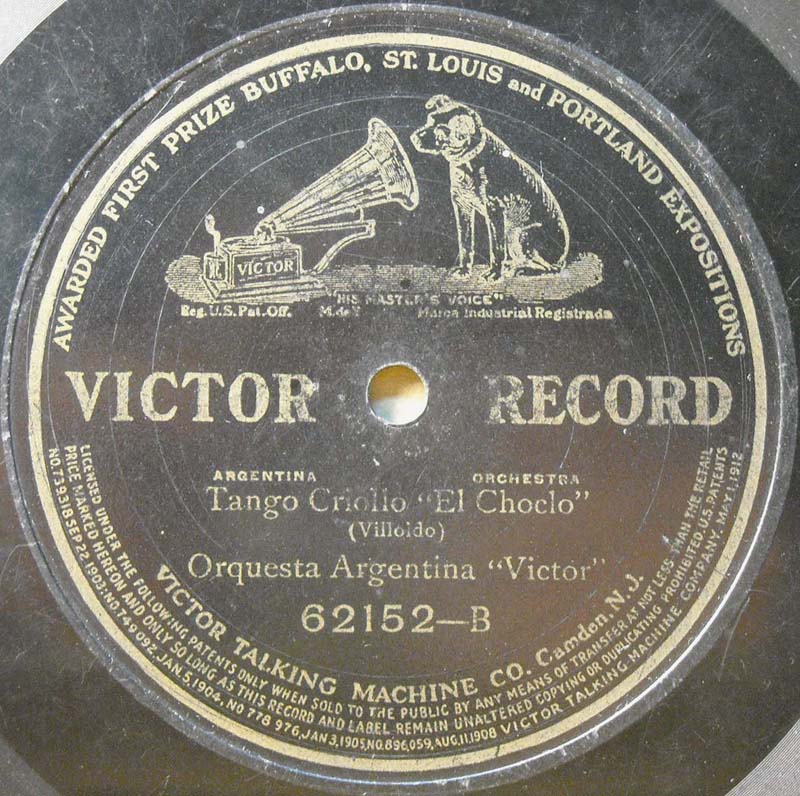 AWARDED FIRST PRIZE BUFFALO, ST. LOUIS and PORTLAND EXPOSITIONS
VICTOR
"HIS MASTER'S VOICE"
Reg. U.S. Pat. Off. M. de F. Marca Industrial Registrada
VICTOR RECORD
ARGENTINA ORCHESTRA
Tango Criollo "El Choclo"
(Villoldo)
Orquesta Argentina "Victor"
62152–B
VICTOR TALKING MACHINE CO. Camden, N.J.
LICENSED UNDER THE FOLLOWING PATENTS ONLY WHEN SOLD TO THE PUBLIC BY ANY MEANS OF TRANSFER AT NOT LESS THAN THE RETAIL
PRICE MARKED HEREON AND ONLY SO LONG AS THIS RECORD AND LABEL REMAIN UNALTERED COPYING OR DUPLICATING PROHIBITED U.S. PATENTS
NO. 739318 SEP. 22, 1903; NO. 749092, JAN. 5, 1904, NO 778 976, JAN 3, 1905, NO. 896,059, AUG. 11, 1908 VICTOR TALKING MACHINE COMPANY. MAY 1, 1912